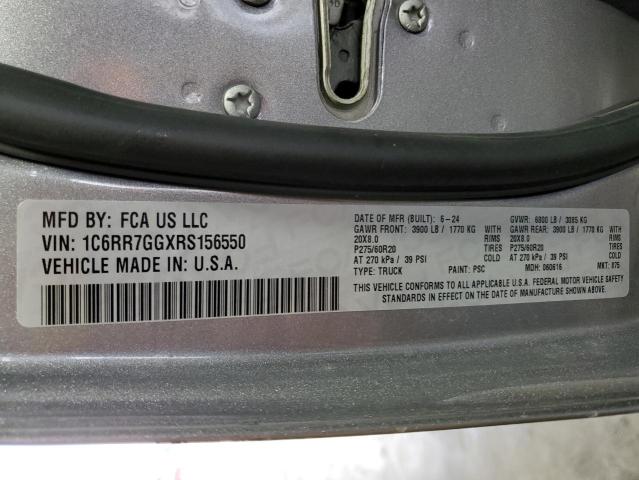 MFD BY: FCA US LLC
VIN: 1C6RR7GGXRS156550
VEHICLE MADE IN: U.S.A.
DATE OF MFR (BUILT): 6-24 GVWR: 6800 LB / 3085 KG
GAWR FRONT: 3900 LB / 1770 KG GAWR REAR: 3900 LB / 1770 KG
20X8.0 RIMS 20X8.0 RIMS
P275/60R20 TIRES P275/60R20 TIRES
AT 270 kPa / 39 PSI COLD AT 270 kPa / 39 PSI COLD
TYPE: TRUCK PAINT: PSC MDH: 060616 MKT: 875
THIS VEHICLE CONFORMS TO ALL APPLICABLE U.S.A. FEDERAL MOTOR VEHICLE SAFETY
STANDARDS IN EFFECT ON THE DATE OF MANUFACTURE SHOWN ABOVE.